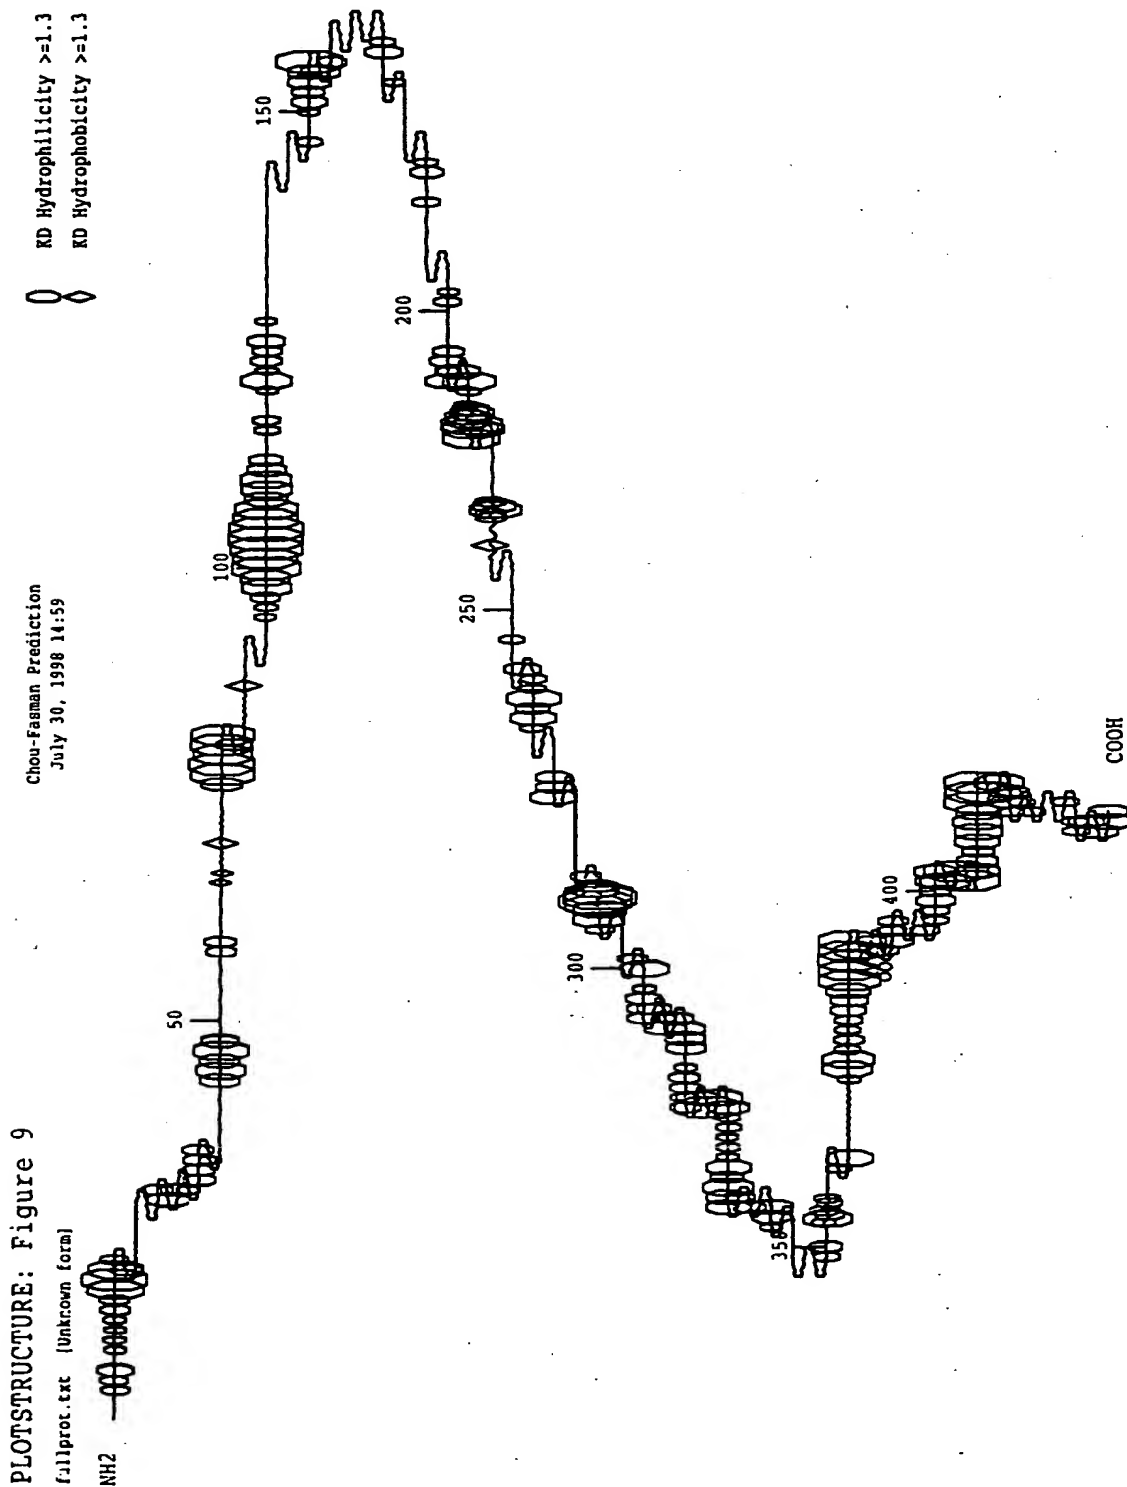 PLOTSTRUCTURE: Figure 9
fullprot.txt (Unknown form)
Chou-Fasman Prediction
July 30, 1998 14:59
KD Hydrophilicity >=1.3
KD Hydrophobicity >=1.3
NH2
50
100
150
200
250
300
350
400
COOH